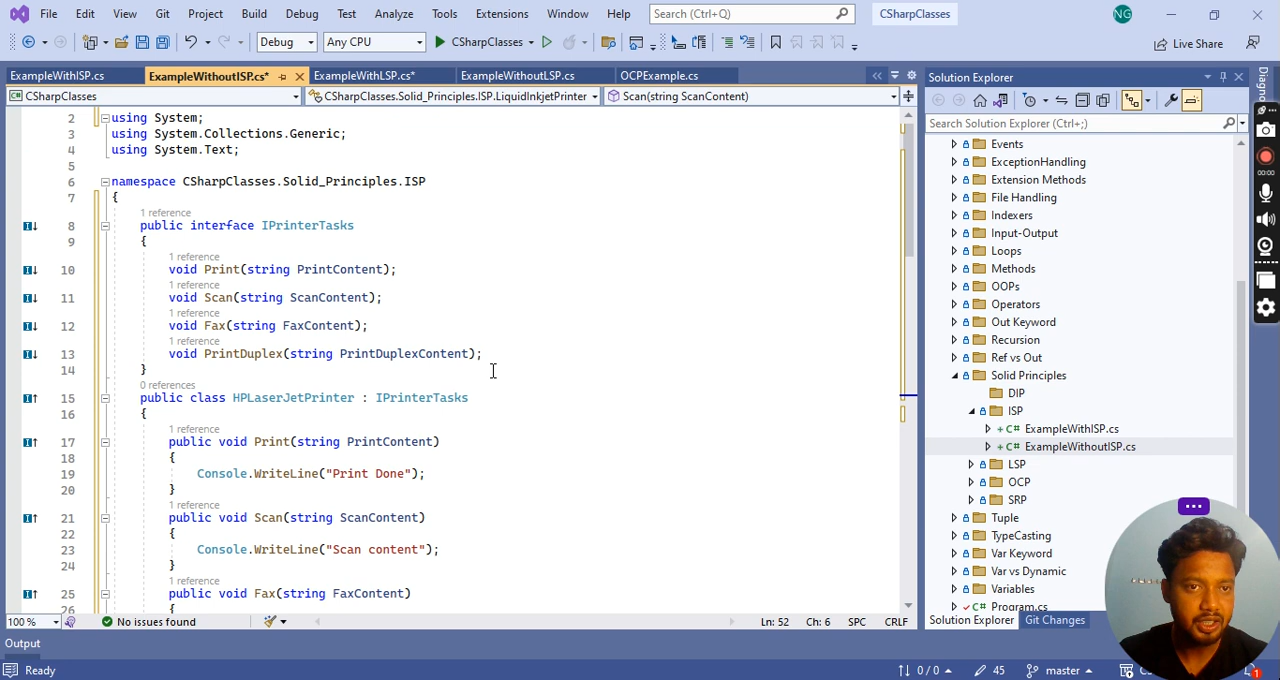 File Edit View Git Project Build Debug Test Analyze Tools Extensions Window Help Search (Ctrl+Q) CSharpClasses NG
Debug Any CPU CSharpClasses Live Share
ExampleWithISP.cs ExampleWithoutISP.cs* ExampleWithLSP.cs* ExampleWithoutLSP.cs OCPExample.cs
CSharpClasses CSharpClasses.Solid_Principles.ISP.LiquidInkjetPrinter Scan(string ScanContent)
2 using System;
3 using System.Collections.Generic;
4 using System.Text;
5
6 namespace CSharpClasses.Solid_Principles.ISP
7 {
1 reference
8 public interface IPrinterTasks
9 {
1 reference
10 void Print(string PrintContent);
1 reference
11 void Scan(string ScanContent);
1 reference
12 void Fax(string FaxContent);
1 reference
13 void PrintDuplex(string PrintDuplexContent);
14 }
0 references
15 public class HPLaserJetPrinter : IPrinterTasks
16 {
1 reference
17 public void Print(string PrintContent)
18 {
19 Console.WriteLine("Print Done");
20 }
1 reference
21 public void Scan(string ScanContent)
22 {
23 Console.WriteLine("Scan content");
24 }
1 reference
25 public void Fax(string FaxContent)
26 {
100 % No issues found Ln: 52 Ch: 6 SPC CRLF
Output
Ready 0 / 0 45 master
Solution Explorer
Search Solution Explorer (Ctrl+;)
Events
ExceptionHandling
Extension Methods
File Handling
Indexers
Input-Output
Loops
Methods
OOPs
Operators
Out Keyword
Recursion
Ref vs Out
Solid Principles
DIP
ISP
ExampleWithISP.cs
ExampleWithoutISP.cs
LSP
OCP
SRP
Tuple
TypeCasting
Var Keyword
Var vs Dynamic
Variables
Program.cs
Solution Explorer Git Changes
00:00
1